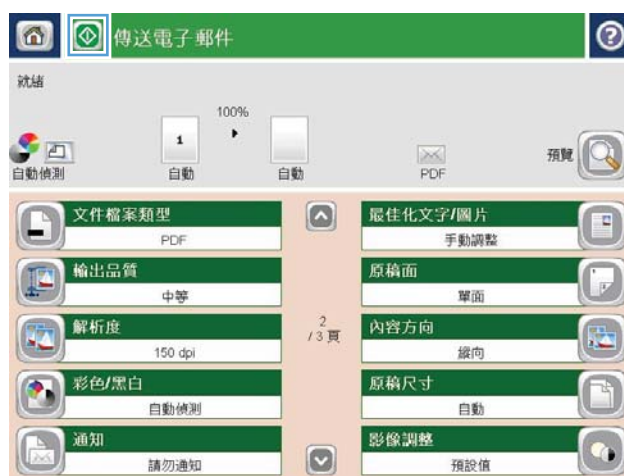 傳送電子郵件
?
就緒
100%
1
自動偵測
自動
自動
PDF
預覽
文件檔案類型
PDF
輸出品質
中等
解析度
150 dpi
彩色/黑白
自動偵測
通知
請勿通知
2
/3頁
最佳化文字/圖片
手動調整
原稿面
單面
內容方向
縱向
原稿尺寸
自動
影像調整
預設值